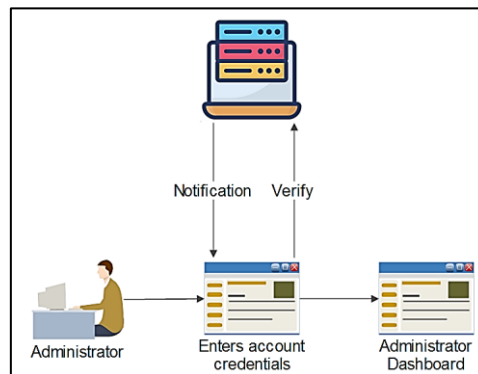 Notification Verify
Administrator
Enters account
credentials
Administrator
Dashboard